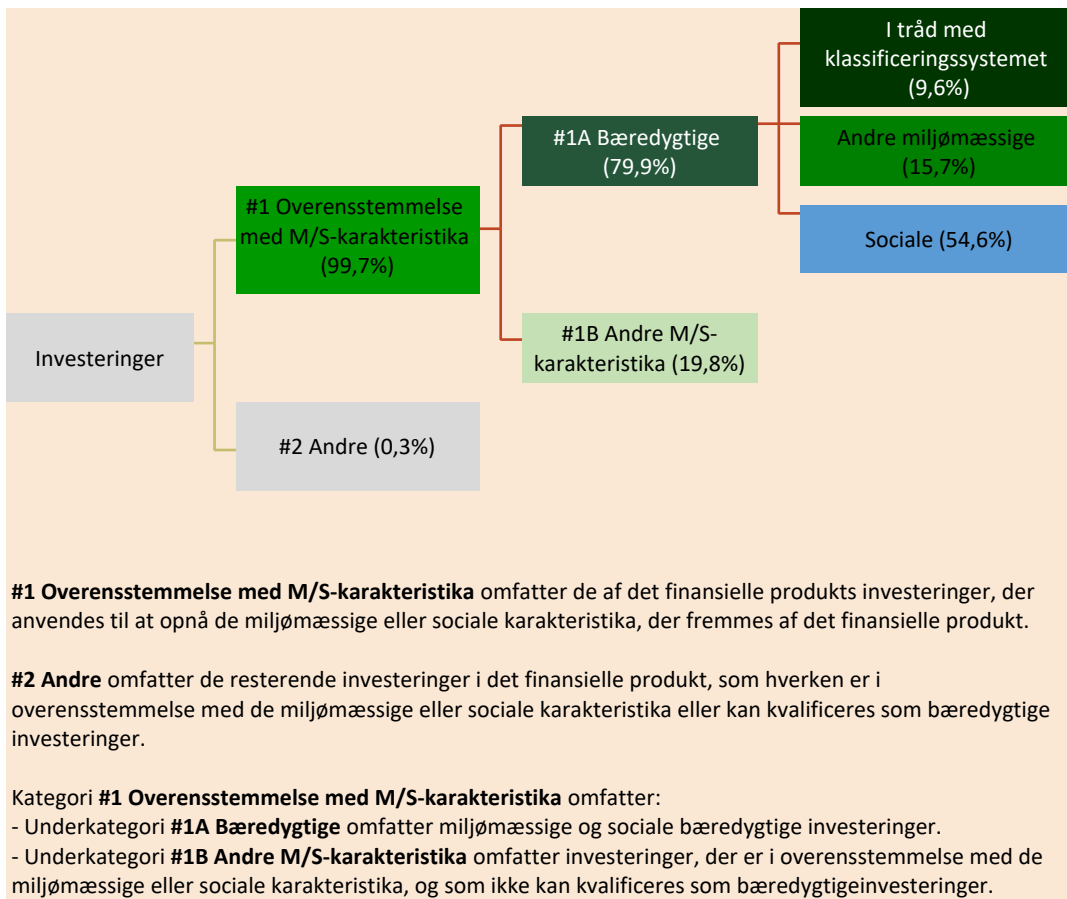 I tråd med
klassificeringssystemet
(9,6%)
#1A Bæredygtige
(79,9%)
Andre miljømæssige
(15,7%)
#1 Overensstemmelse
med M/S-karakteristika
(99,7%)
Sociale (54,6%)
Investeringer
#1B Andre M/S-
karakteristika (19,8%)
#2 Andre (0,3%)
#1 Overensstemmelse med M/S-karakteristika omfatter de af det finansielle produkts investeringer, der
anvendes til at opnå de miljømæssige eller sociale karakteristika, der fremmes af det finansielle produkt.
#2 Andre omfatter de resterende investeringer i det finansielle produkt, som hverken er i
overensstemmelse med de miljømæssige eller sociale karakteristika eller kan kvalificeres som bæredygtige
investeringer.
Kategori #1 Overensstemmelse med M/S-karakteristika omfatter:
- Underkategori #1A Bæredygtige omfatter miljømæssige og sociale bæredygtige investeringer.
- Underkategori #1B Andre M/S-karakteristika omfatter investeringer, der er i overensstemmelse med de
miljømæssige eller sociale karakteristika, og som ikke kan kvalificeres som bæredygtigeinvesteringer.